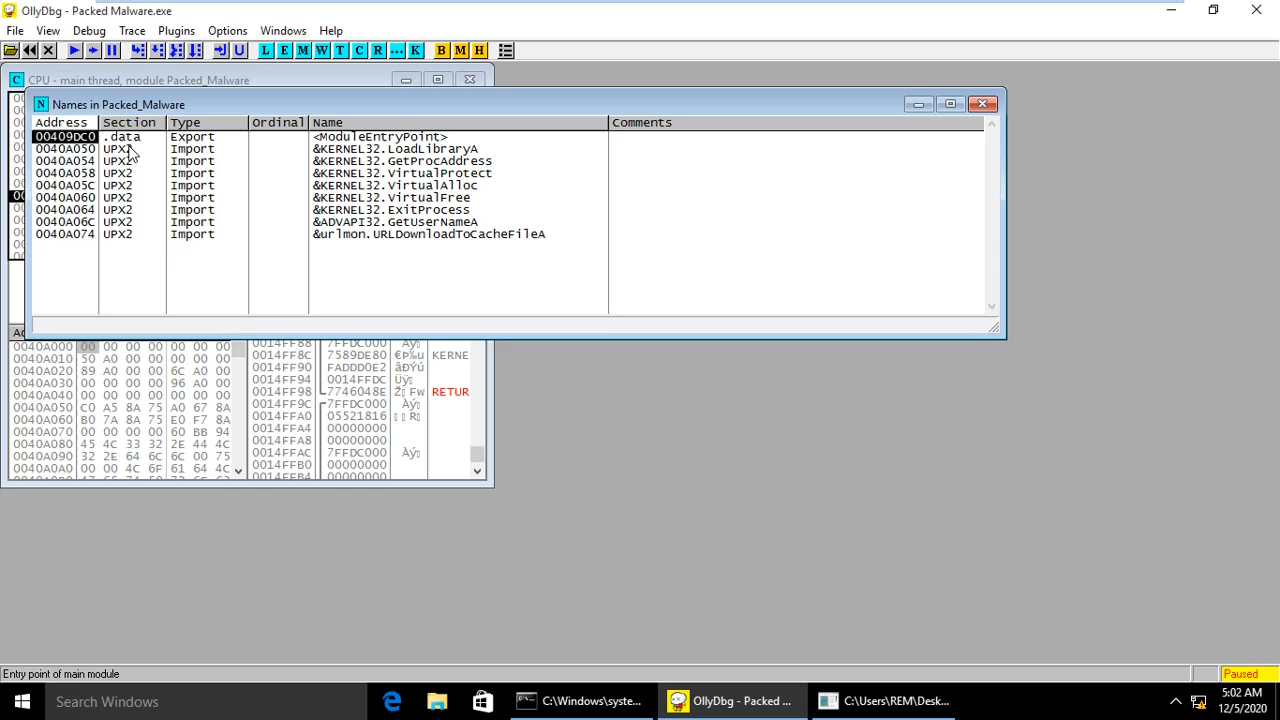 OllyDbg - Packed Malware.exe
File View Debug Trace Plugins Options Windows Help
L E M W T C R ... K B M H
C CPU - main thread, module Packed_Malware
N Names in Packed_Malware
Address Section Type Ordinal Name Comments
00409DC0 .data Export <ModuleEntryPoint>
0040A050 UPX2 Import &KERNEL32.LoadLibraryA
0040A054 UPX2 Import &KERNEL32.GetProcAddress
0040A058 UPX2 Import &KERNEL32.VirtualProtect
0040A05C UPX2 Import &KERNEL32.VirtualAlloc
0040A060 UPX2 Import &KERNEL32.VirtualFree
0040A064 UPX2 Import &KERNEL32.ExitProcess
0040A06C UPX2 Import &ADVAPI32.GetUserNameA
0040A074 UPX2 Import &urlmon.URLDownloadToCacheFileA
0040A000 00 00 00 00 00 00 00 0014FF88 7FFDC000
0040A010 50 A0 00 00 00 6C A0 0014FF8C 7589DE80 KERNE
0040A020 89 A0 00 00 6C A0 00 0014FF90 FADDD0E2
0040A030 00 00 00 00 96 A0 00 0014FF94 0014FFDC
0040A040 00 00 00 00 00 00 00 0014FF98 7746048E RETUR
0040A050 C0 A5 8A 75 A0 67 8A 0014FF9C 7FFDC000
0040A060 B0 7A 8A 75 E0 F7 8A 0014FFA0 05521816
0040A070 00 00 00 00 60 BB 94 0014FFA4 00000000
0040A080 45 4C 33 32 2E 44 4C 0014FFA8 00000000
0040A090 32 2E 64 6C 6C 00 75 0014FFAC 7FFDC000
0040A0A0 00 00 4C 6F 61 64 4C 0014FFB0 00000000
0014FFB4 00000000
Entry point of main module Paused
Search Windows C:\Windows\syste... OllyDbg - Packed ... C:\Users\REM\Desk... 5:02 AM
12/5/2020